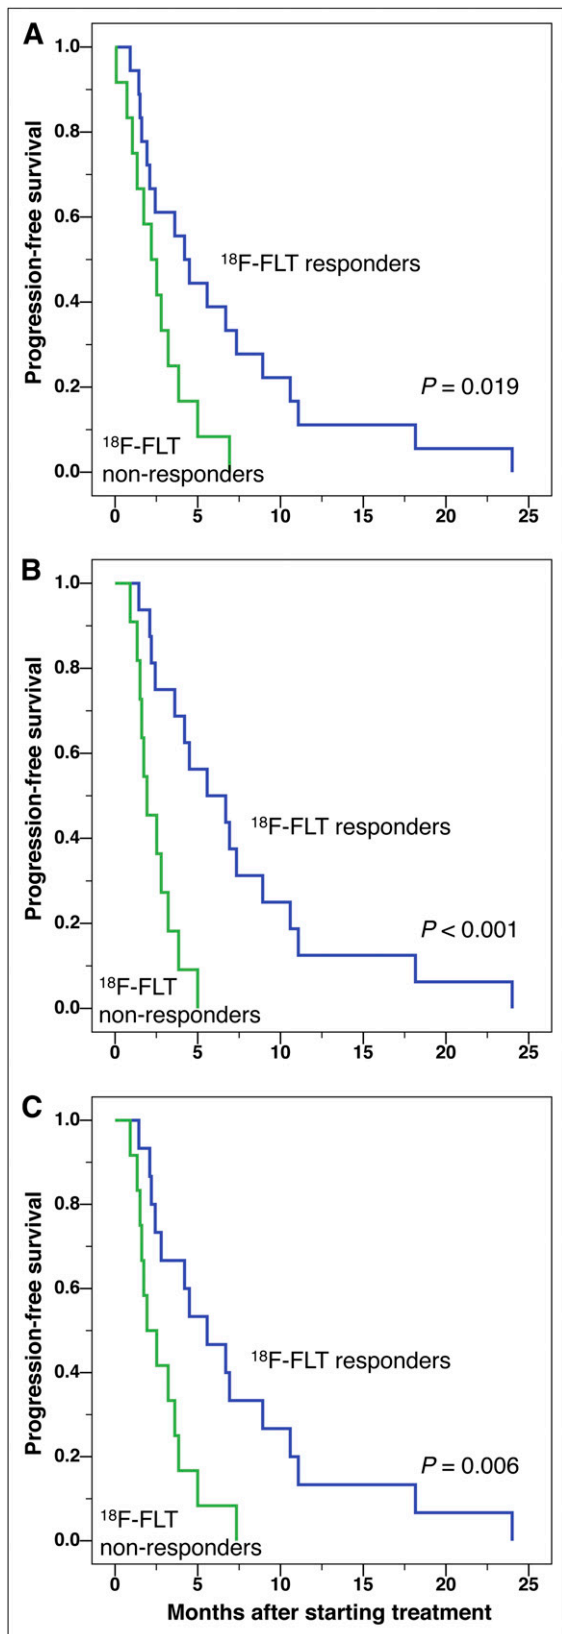 A
Progression-free survival
1.0
0.8
0.6
0.4
0.2
0.0
¹⁸F-FLT responders
P = 0.019
¹⁸F-FLT
non-responders
0 5 10 15 20 25
B
Progression-free survival
1.0
0.8
0.6
0.4
0.2
0.0
¹⁸F-FLT responders
P < 0.001
¹⁸F-FLT
non-responders
0 5 10 15 20 25
C
Progression-free survival
1.0
0.8
0.6
0.4
0.2
0.0
¹⁸F-FLT responders
P = 0.006
¹⁸F-FLT
non-responders
0 5 10 15 20 25
Months after starting treatment